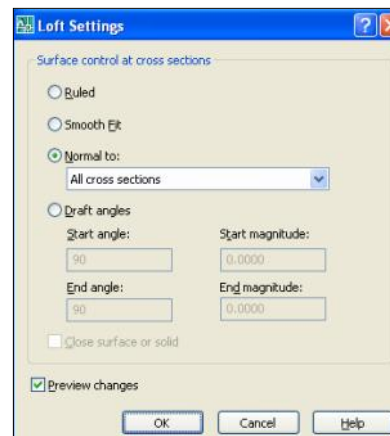 Loft Settings
Surface control at cross sections
Ruled
Smooth Fit
Normal to:
All cross sections
Draft angles
Start angle: Start magnitude:
90 0.0000
End angle: End magnitude:
90 0.0000
Close surface or solid
Preview changes
OK Cancel Help